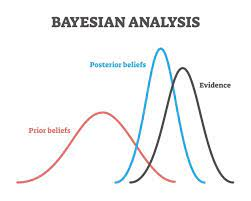 BAYESIAN ANALYSIS
Posterior beliefs
Evidence
Prior beliefs